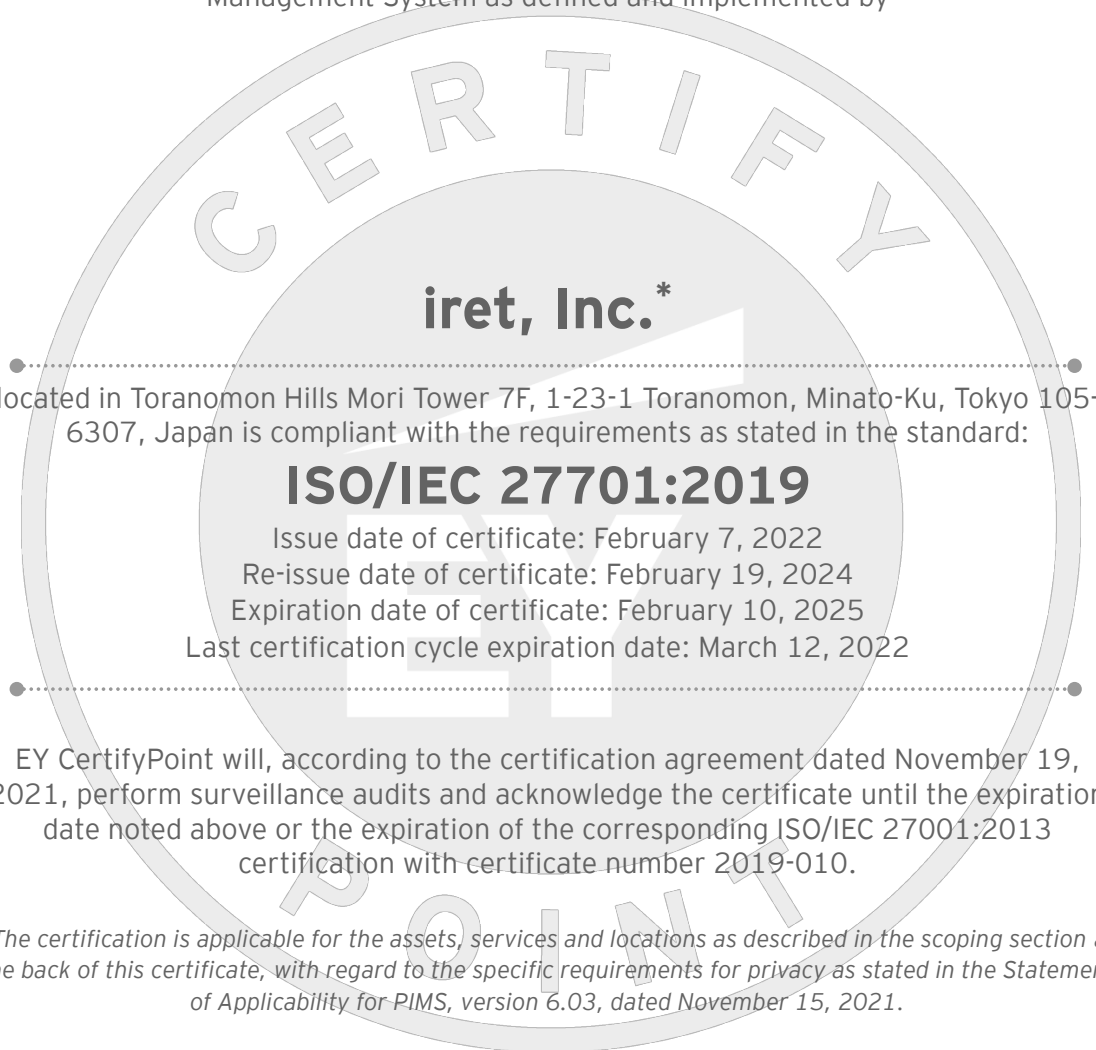 Management System as defined and implemented by
CERTIFY
iret, Inc.*
located in Toranomon Hills Mori Tower 7F, 1-23-1 Toranomon, Minato-Ku, Tokyo 105-
6307, Japan is compliant with the requirements as stated in the standard:
ISO/IEC 27701:2019
EY
Issue date of certificate: February 7, 2022
Re-issue date of certificate: February 19, 2024
Expiration date of certificate: February 10, 2025
Last certification cycle expiration date: March 12, 2022
EY CertifyPoint will, according to the certification agreement dated November 19,
2021, perform surveillance audits and acknowledge the certificate until the expiration
date noted above or the expiration of the corresponding ISO/IEC 27001:2013
certification with certificate number 2019-010.
POINT
The certification is applicable for the assets, services and locations as described in the scoping section
back of this certificate, with regard to the specific requirements for privacy as stated in the
of Applicability for PIMS, version 6.03, dated November 15, 2021.